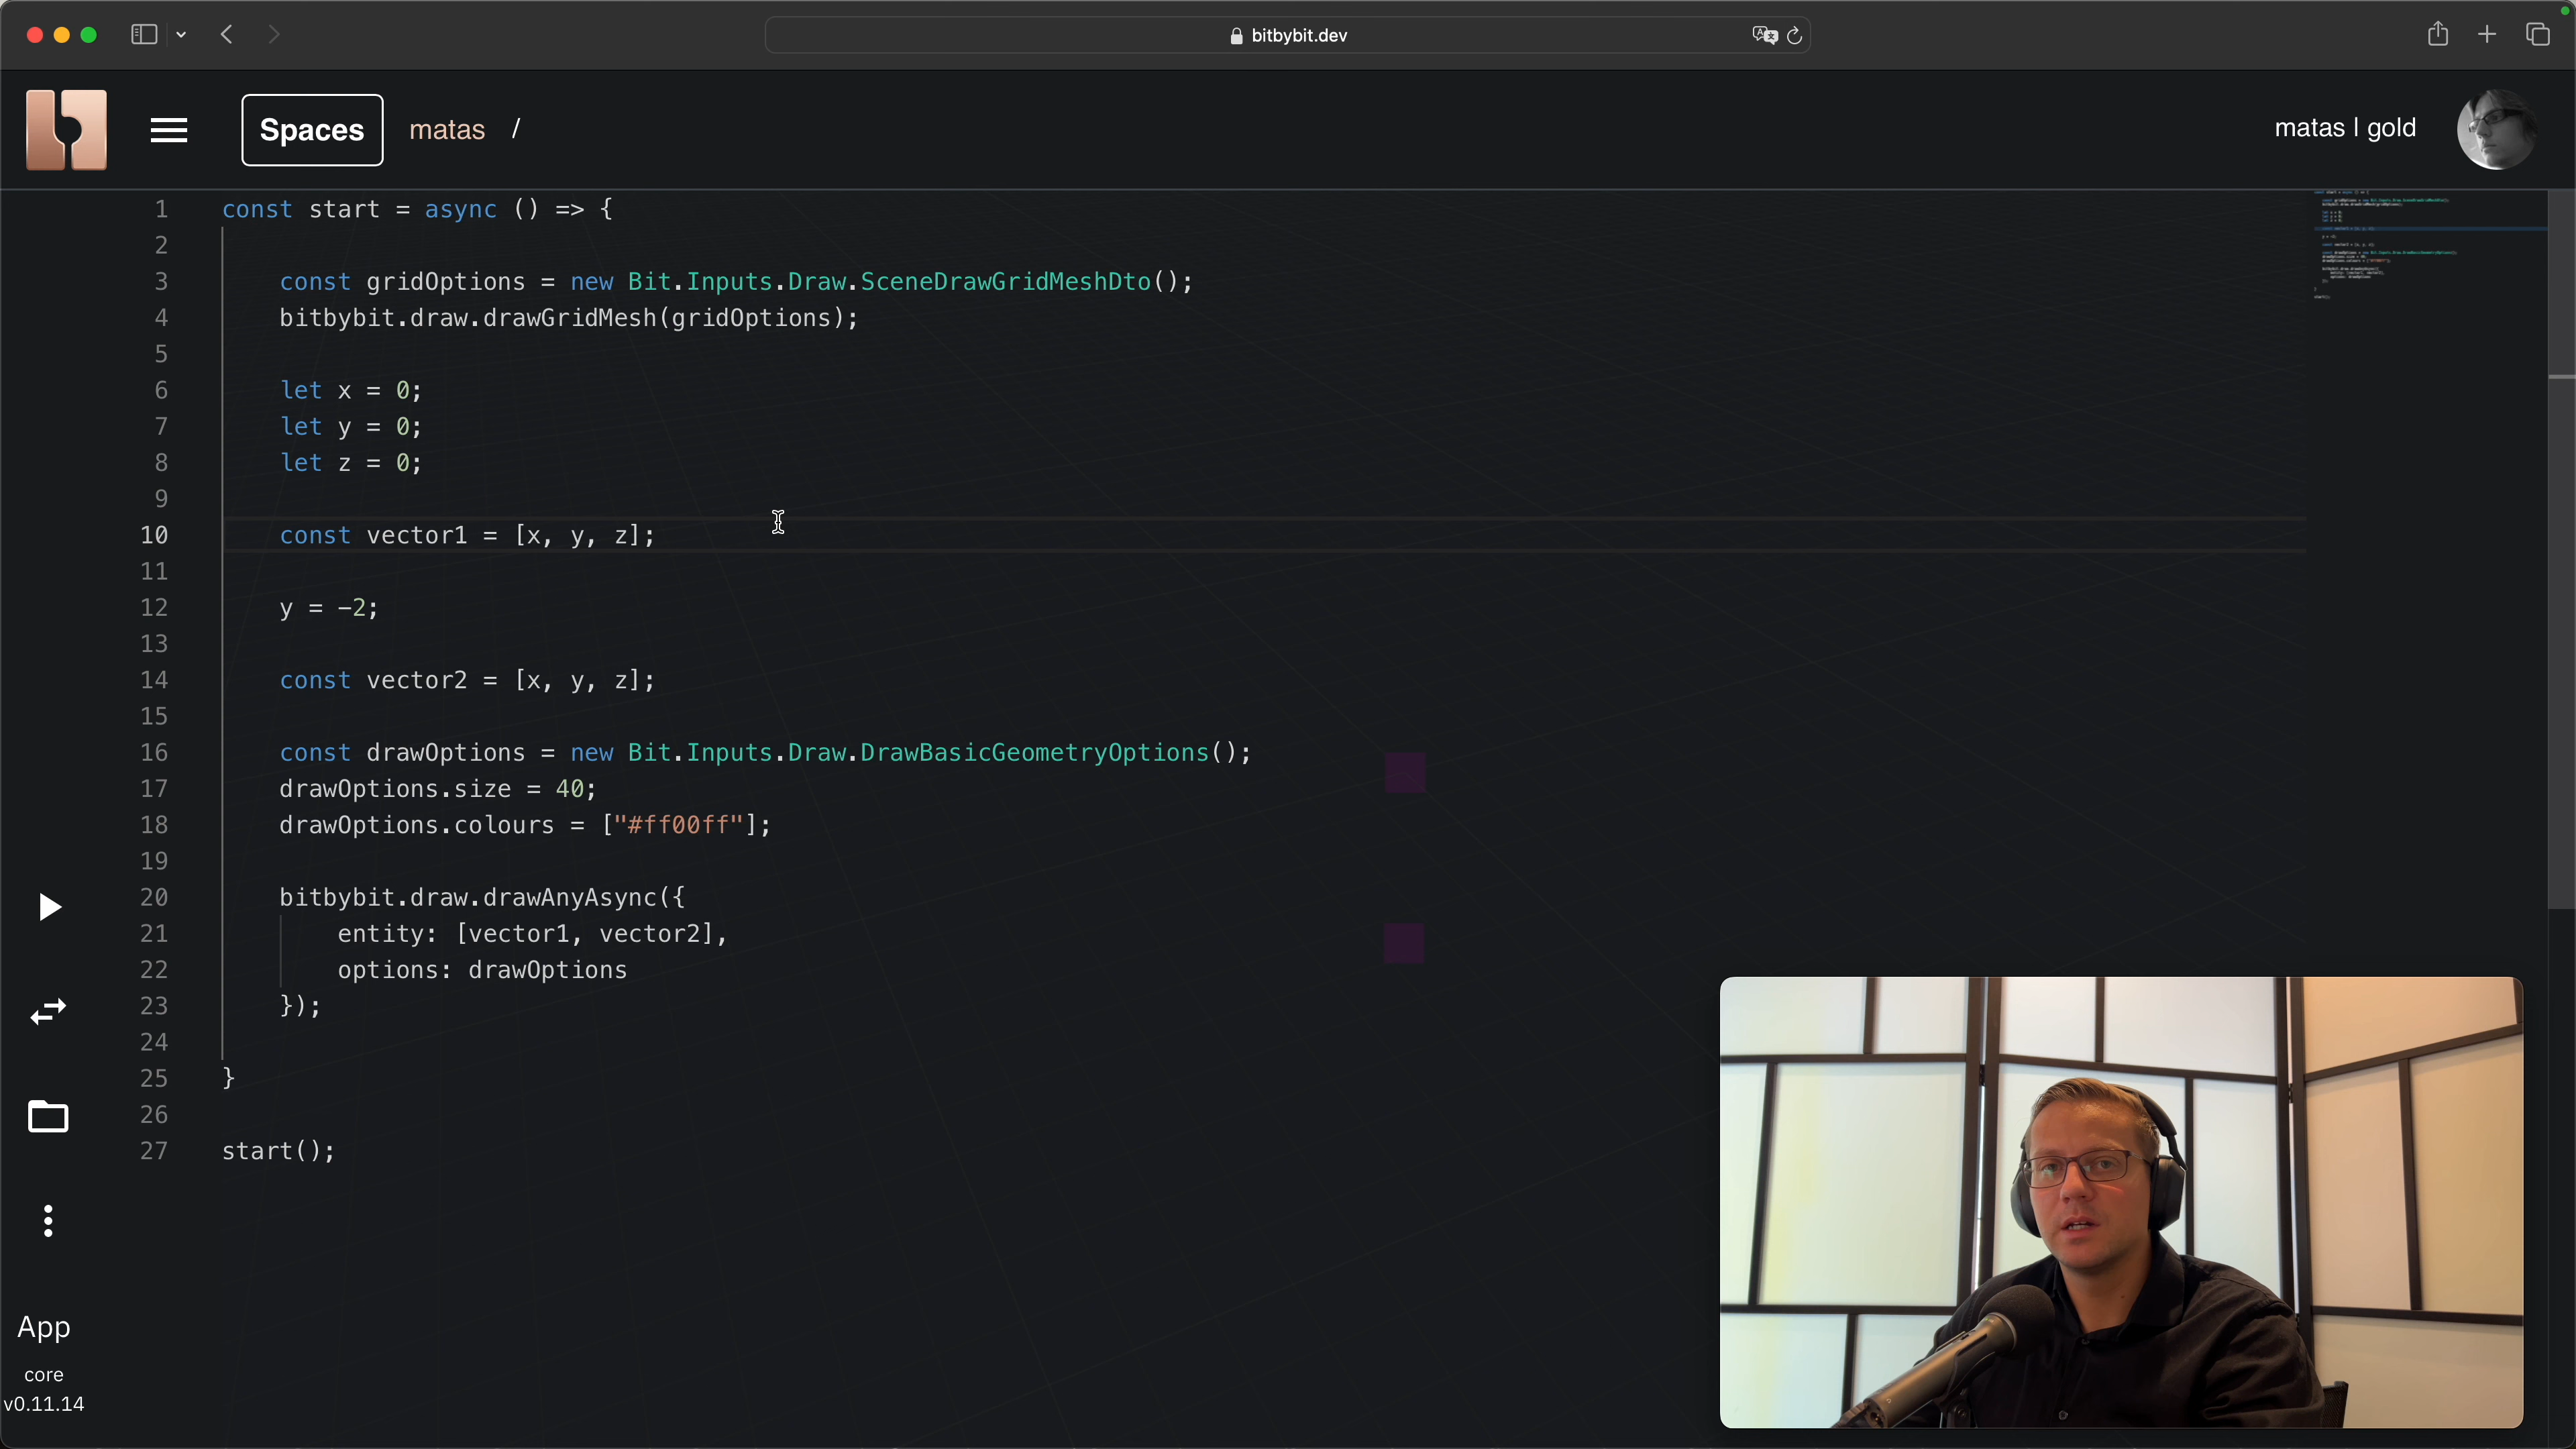 bitbybit.dev
Spaces
matas /
matas | gold
1 const start = async () => {
2
3 const gridOptions = new Bit.Inputs.Draw.SceneDrawGridMeshDto();
4 bitbybit.draw.drawGridMesh(gridOptions);
5
6 let x = 0;
7 let y = 0;
8 let z = 0;
9
10 const vector1 = [x, y, z];
11
12 y = -2;
13
14 const vector2 = [x, y, z];
15
16 const drawOptions = new Bit.Inputs.Draw.DrawBasicGeometryOptions();
17 drawOptions.size = 40;
18 drawOptions.colours = ["#ff00ff"];
19
20 bitbybit.draw.drawAnyAsync({
21 entity: [vector1, vector2],
22 options: drawOptions
23 });
24
25 }
26
27 start();
App
core
v0.11.14